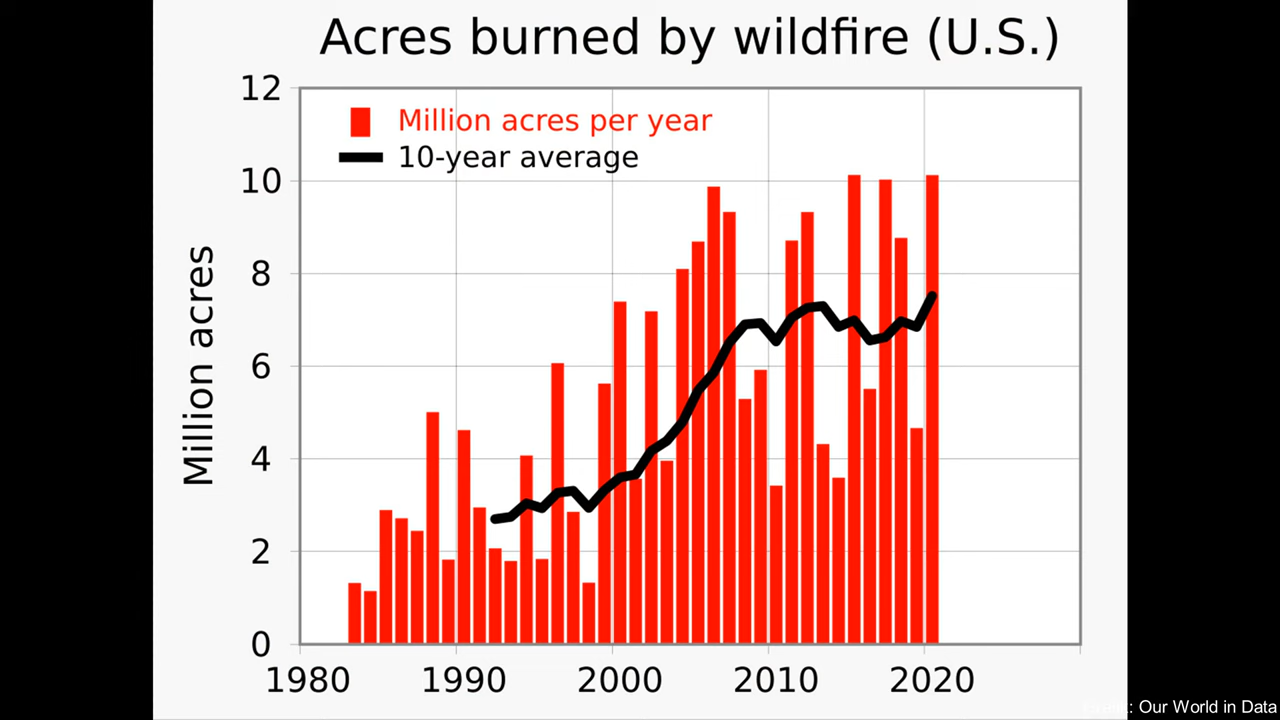 Acres burned by wildfire (U.S.)
12
Million acres per year
10-year average
10
8
6
4
2
0
Million acres
1980 1990 2000 2010 2020
: Our World in Data